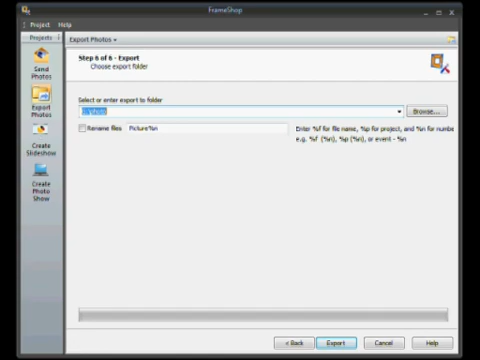 FrameShop
Project Help
Projects
Export Photos
Step 6 of 6 - Export
Choose export folder
Send Photos
Export Photos
Create Slideshow
Create Photo Show
Select or enter export to folder
Browse...
Rename files Picture%n
Enter %f for file name, %p for project, and %n for numbe
e.g. %f (%n), %p (%n), or event - %n
< Back Export Cancel Help